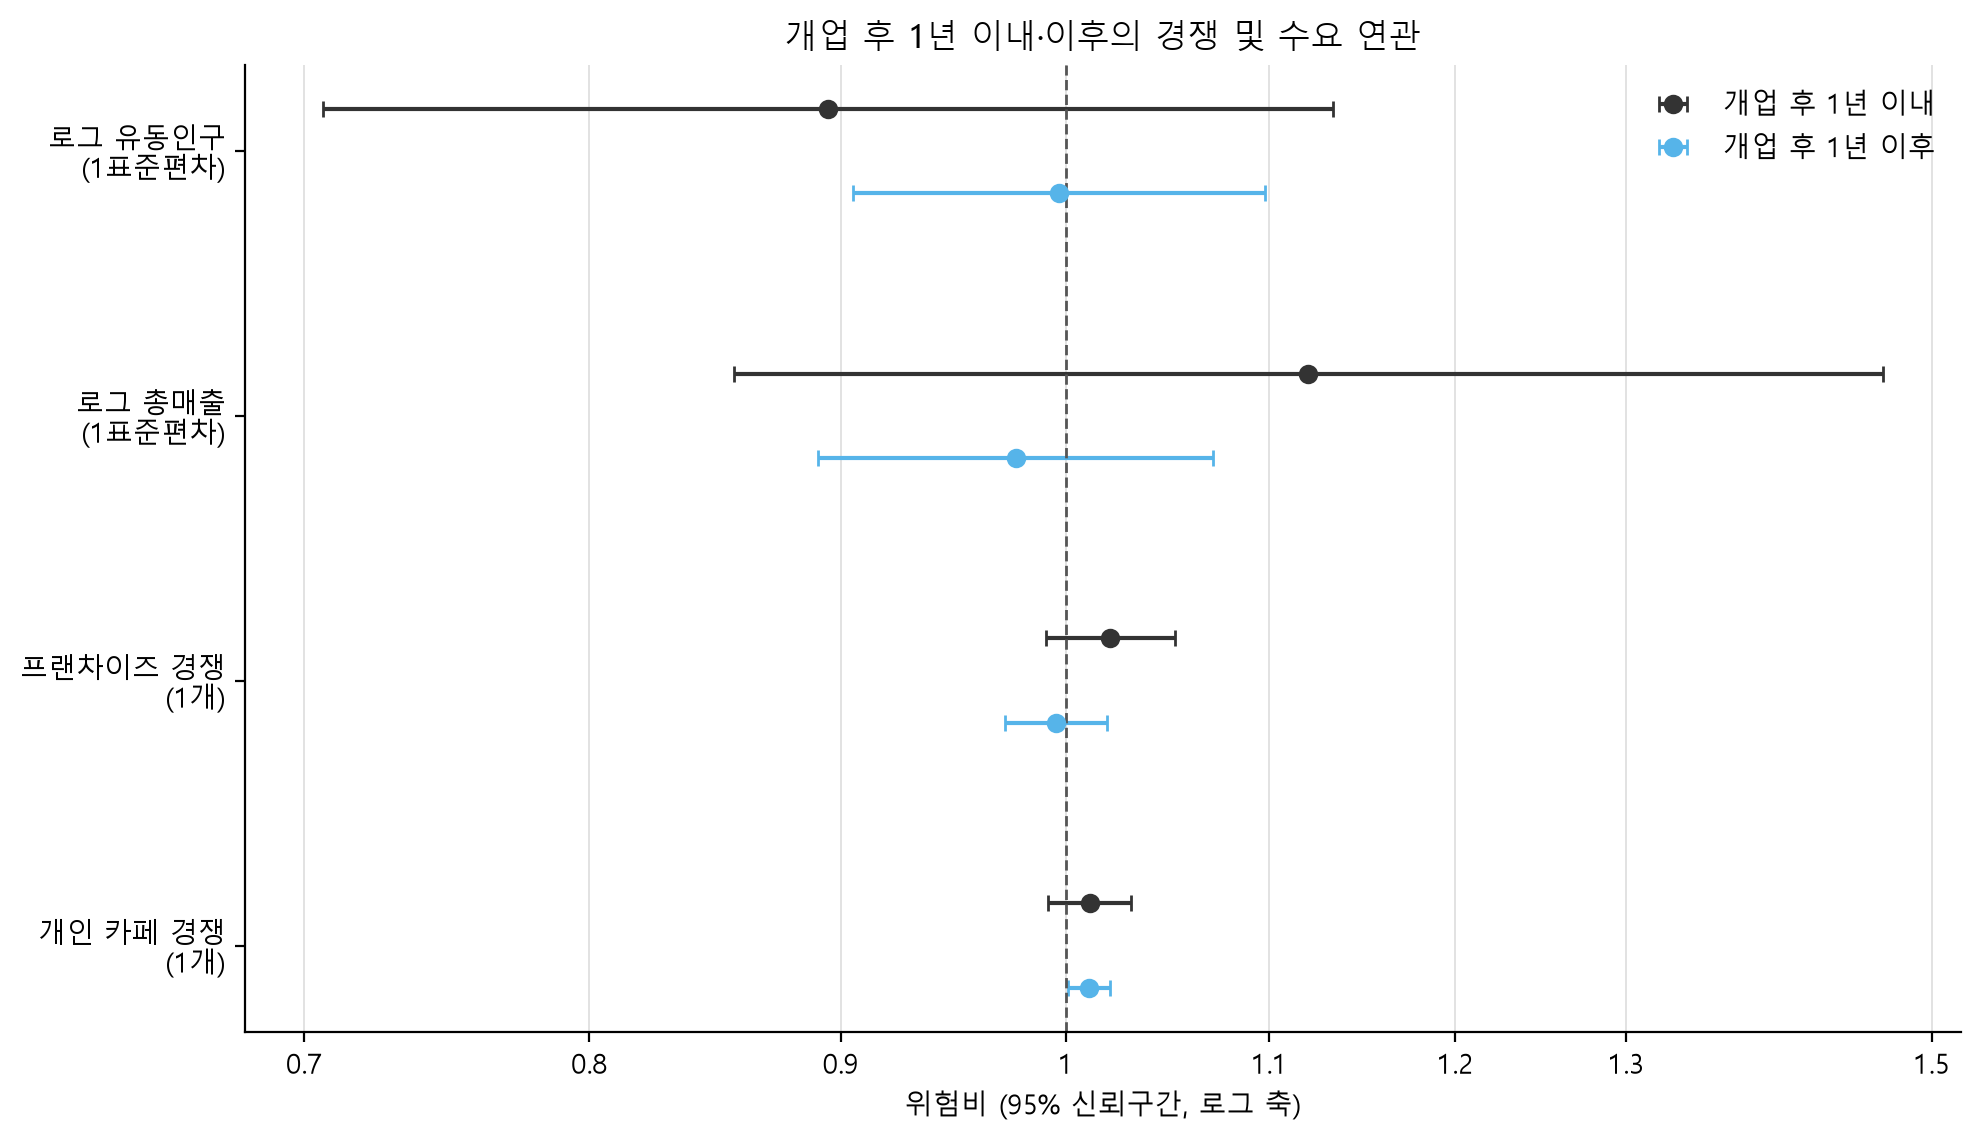 개업 후 1년 이내·이후의 경쟁 및 수요 연관
개업 후 1년 이내
개업 후 1년 이후
로그 유동인구
(1표준편차)
로그 총매출
(1표준편차)
프랜차이즈 경쟁
(1개)
개인 카페 경쟁
(1개)
0.7 0.8 0.9 1 1.1 1.2 1.3 1.5
위험비 (95% 신뢰구간, 로그 축)